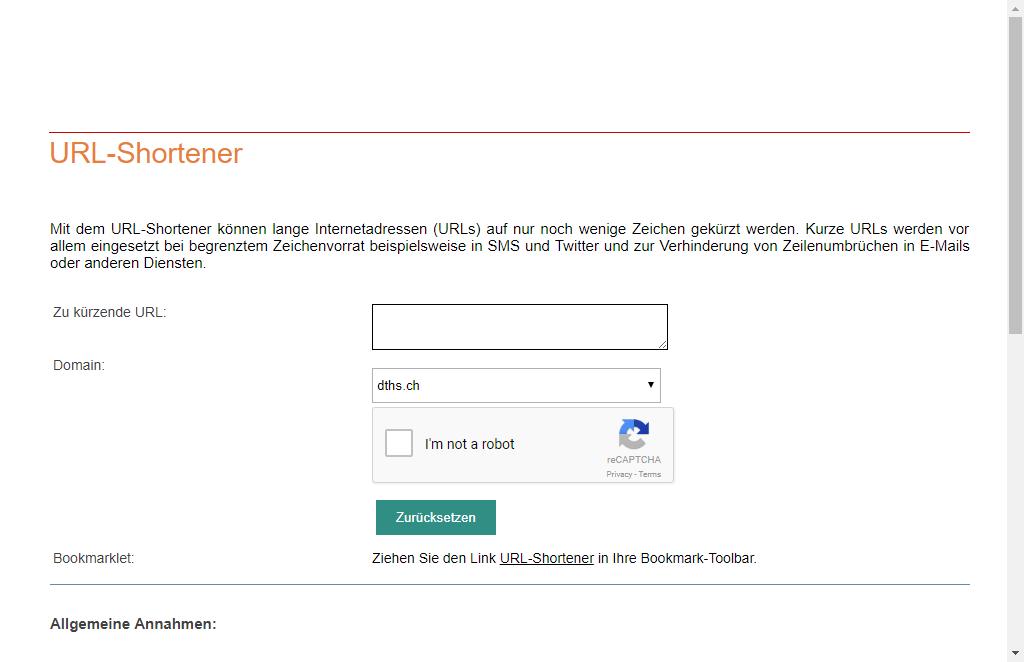 URL-Shortener
Mit dem URL-Shortener können lange Internetadressen (URLs) auf nur noch wenige Zeichen gekürzt werden. Kurze URLs werden vor
allem eingesetzt bei begrenztem Zeichenvorrat beispielsweise in SMS und Twitter und zur Verhinderung von Zeilenumbrüchen in E-Mails
oder anderen Diensten.
Zu kürzende URL:
Domain:
dths.ch
I'm not a robot
reCAPTCHA
Privacy - Terms
Zurücksetzen
Bookmarklet:
Ziehen Sie den Link URL-Shortener in Ihre Bookmark-Toolbar.
Allgemeine Annahmen: